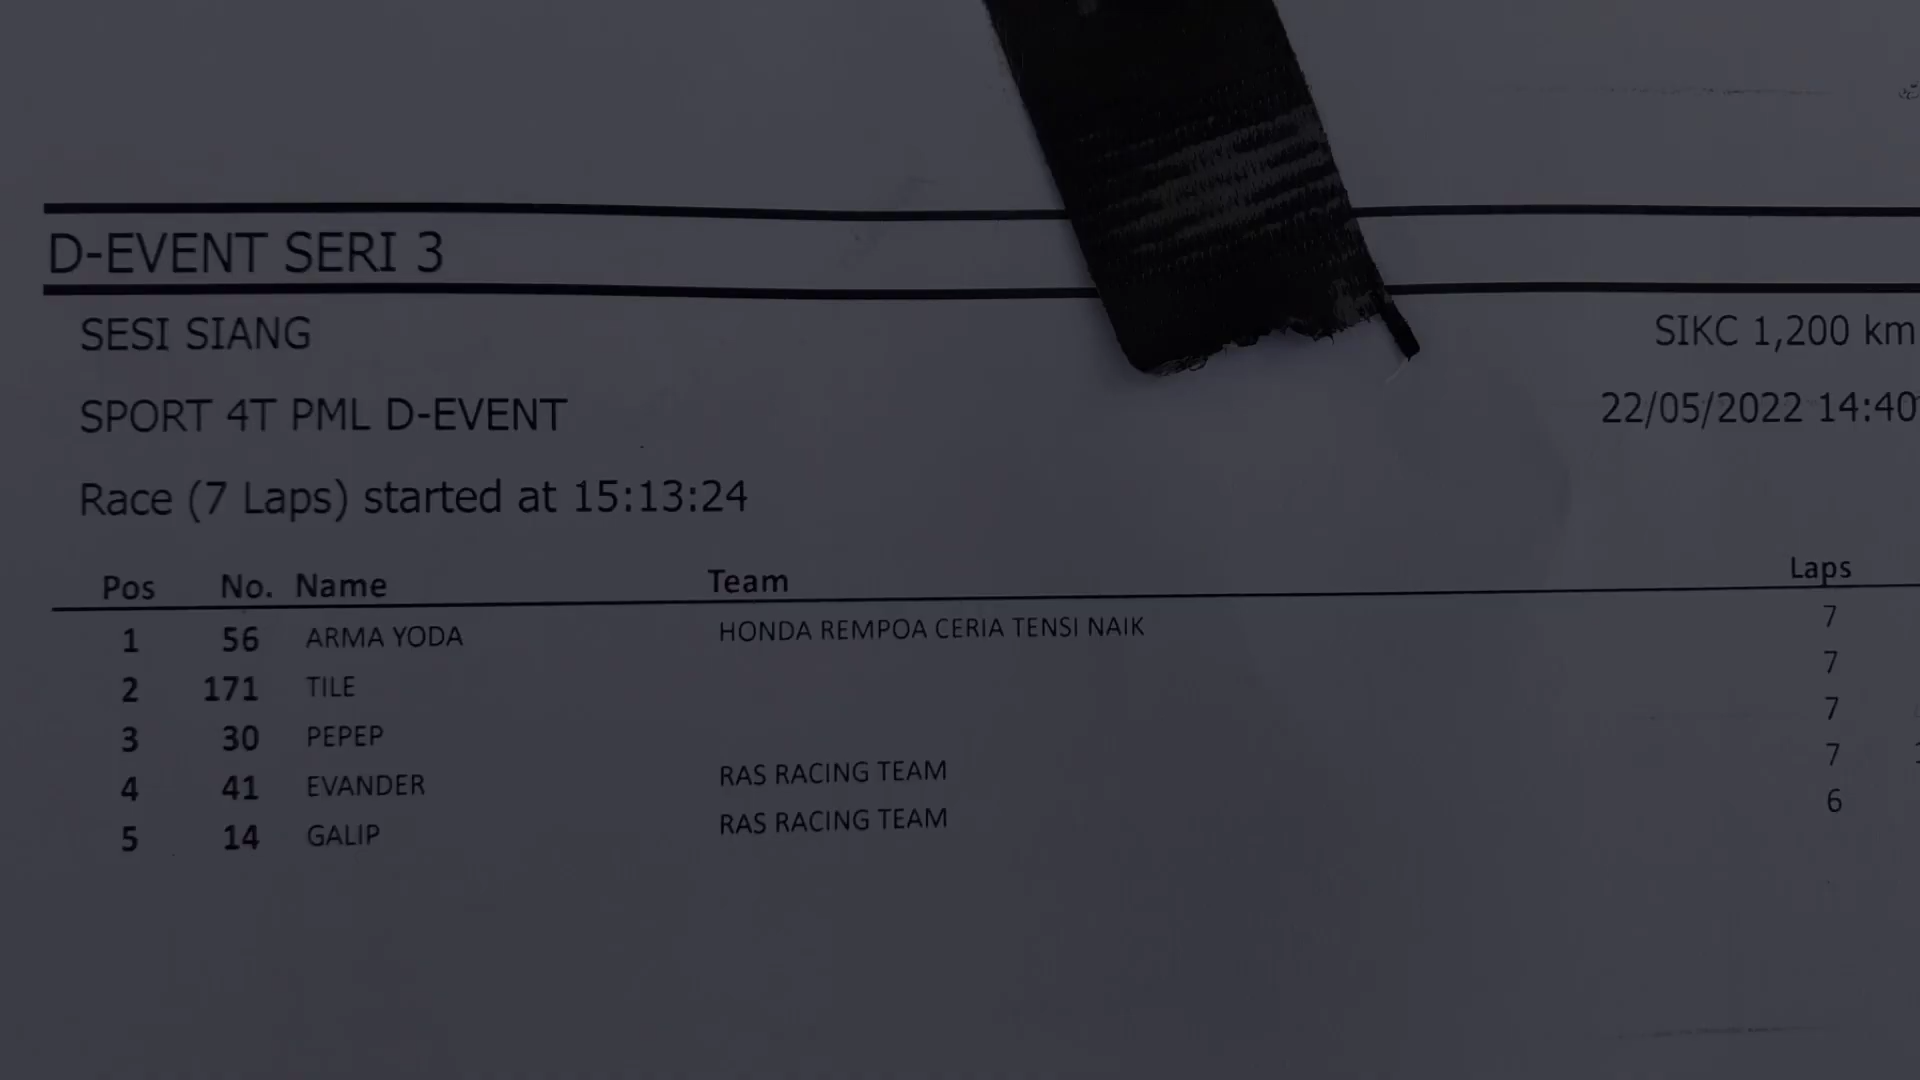 D-EVENT SERI 3
SESI SIANG SIKC 1,200 km
SPORT 4T PML D-EVENT 22/05/2022 14:40
Race (7 Laps) started at 15:13:24
Pos No. Name Team Laps
1 56 ARMA YODA HONDA REMPOA CERIA TENSI NAIK 7
2 171 TILE 7
3 30 PEPEP 7
4 41 EVANDER RAS RACING TEAM 7
5 14 GALIP RAS RACING TEAM 6